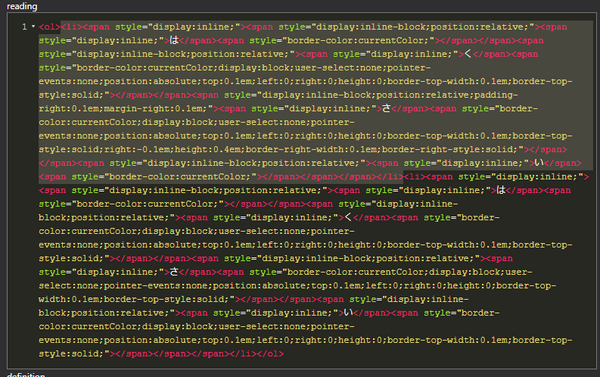 reading
1 <ol><li><span style="display:inline;"><span style="display:inline-block;position:relative;"><span
style="display:inline;">は</span><span style="border-color:currentColor;"></span></span><span
style="display:inline-block;position:relative;"><span style="display:inline;">く</span><span
style="border-color:currentColor;display:block;user-select:none;pointer-
events:none;position:absolute;top:0.1em;left:0;right:0;height:0;border-top-width:0.1em;border-top-
style:solid;"></span></span><span style="display:inline-block;position:relative;padding-
right:0.1em;margin-right:0.1em;"><span style="display:inline;">さ</span><span style="border-
color:currentColor;display:block;user-select:none;pointer-
events:none;position:absolute;top:0.1em;left:0;right:0;height:0;border-top-width:0.1em;border-top-
style:solid;right:-0.1em;height:0.4em;border-right-width:0.1em;border-right-style:solid;"></span>
</span><span style="display:inline-block;position:relative;"><span style="display:inline;">い</span>
<span style="border-color:currentColor;"></span></span></span></li><li><span style="display:inline;">
<span style="display:inline-block;position:relative;"><span style="display:inline;">は</span><span
style="border-color:currentColor;"></span></span><span style="display:inline-
block;position:relative;"><span style="display:inline;">く</span><span style="border-
color:currentColor;display:block;user-select:none;pointer-
events:none;position:absolute;top:0.1em;left:0;right:0;height:0;border-top-width:0.1em;border-top-
style:solid;"></span></span><span style="display:inline-block;position:relative;"><span
style="display:inline;">さ</span><span style="border-color:currentColor;display:block;user-
select:none;pointer-events:none;position:absolute;top:0.1em;left:0;right:0;height:0;border-top-
width:0.1em;border-top-style:solid;"></span></span><span style="display:inline-
block;position:relative;"><span style="display:inline;">い</span><span style="border-
color:currentColor;display:block;user-select:none;pointer-
events:none;position:absolute;top:0.1em;left:0;right:0;height:0;border-top-width:0.1em;border-top-
style:solid;"></span></span></span></li></ol>
definition